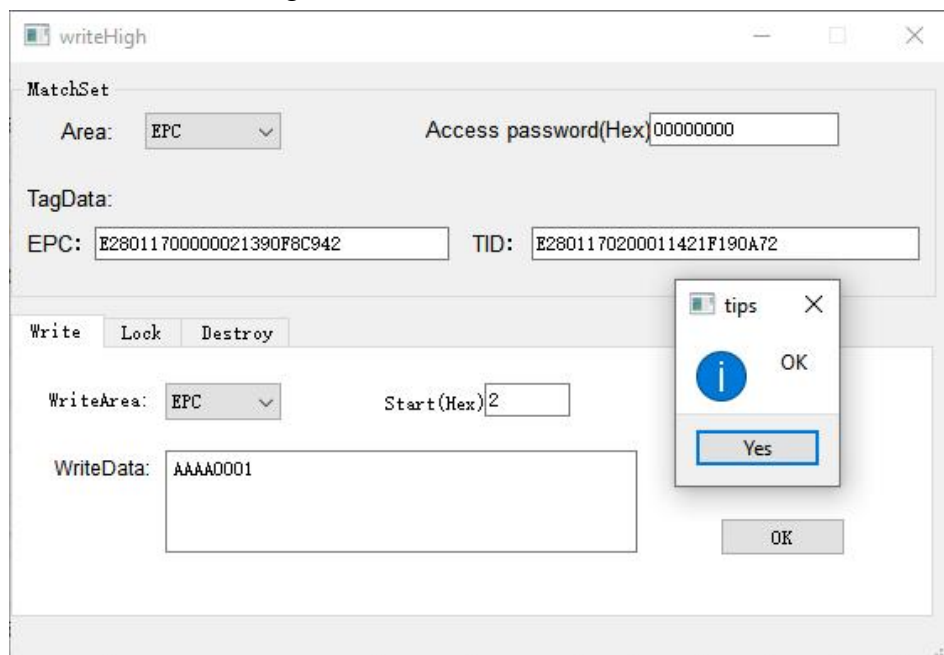 writeHigh
MatchSet
Area: EPC Access password(Hex) 00000000
TagData:
EPC: E28011700000021390F8C942 TID: E2801170200011421F190A72
tips
OK
Yes
Write Lock Destroy
WriteArea: EPC Start(Hex) 2
WriteData: AAAA0001
OK